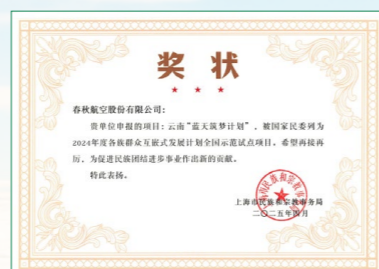 奖状
春秋航空股份有限公司：
贵单位申报的项目：云南“蓝天筑梦计划”，被国家民委列为
2024年度各族群众互嵌式发展计划全国示范试点项目。希望再接再
厉，为促进民族团结进步事业作出新的贡献。
特此表扬。
上海市民族和宗教事务局
二〇二五年四月